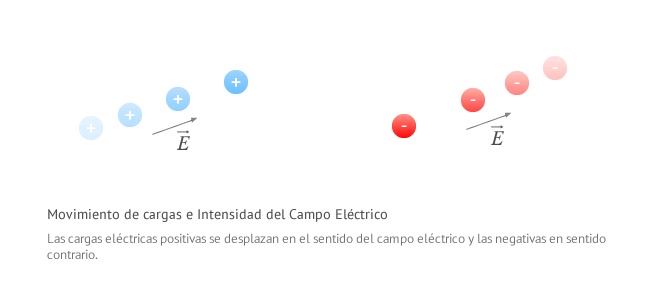 + + + +
E
- - - -
E
Movimiento de cargas e Intensidad del Campo Eléctrico
Las cargas eléctricas positivas se desplazan en el sentido del campo eléctrico y las negativas en sentido
contrario.